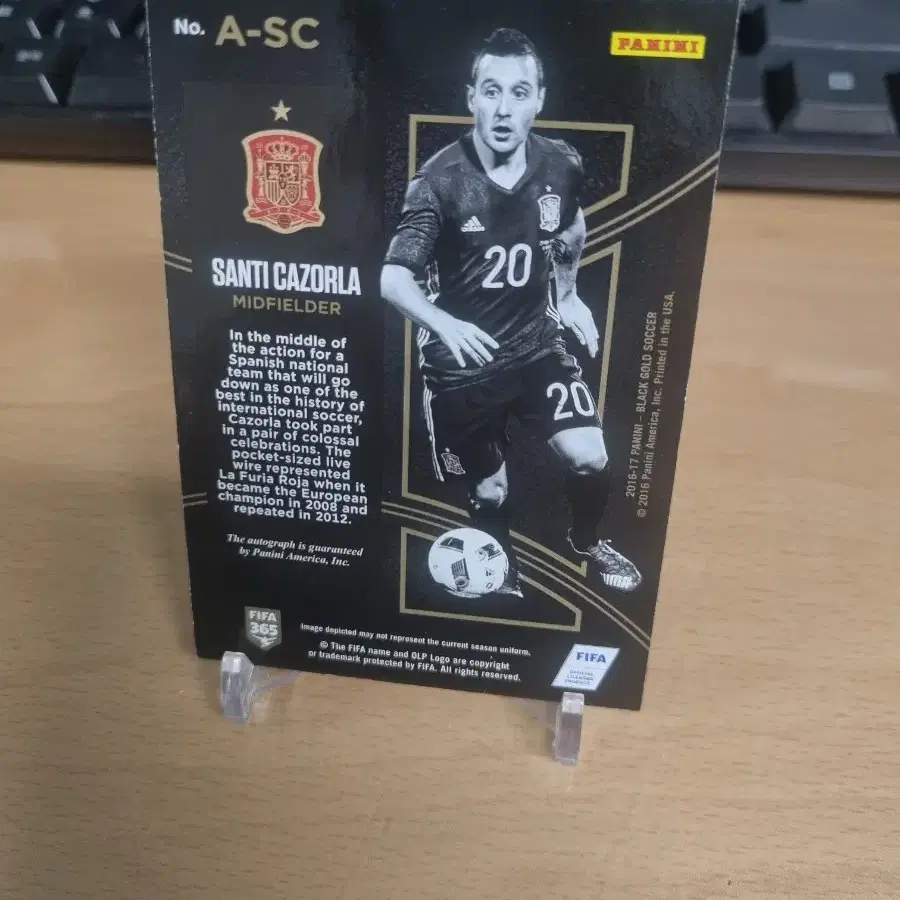 No. A-SC
PANINI
SANTI CAZORLA
MIDFIELDER
In the middle of
the action for a
Spanish national
team that will go
down as one of the
best in the history of
international soccer,
Cazorla took part
in a pair of colossal
celebrations. The
pocket-sized live
wire represented
La Furia Roja when it
became the European
champion in 2008 and
repeated in 2012.
The autograph is guaranteed
by Panini America, Inc.
adidas
20
20
2016-17 PANINI – BLACK GOLD SOCCER
© 2016 Panini America, Inc. Printed in the USA.
FIFA
365
Image depicted may not represent the current season uniform.
© The FIFA name and OLP Logo are copyright
or trademark protected by FIFA. All rights reserved.
FIFA
OFFICIAL
LICENSED
PRODUCT